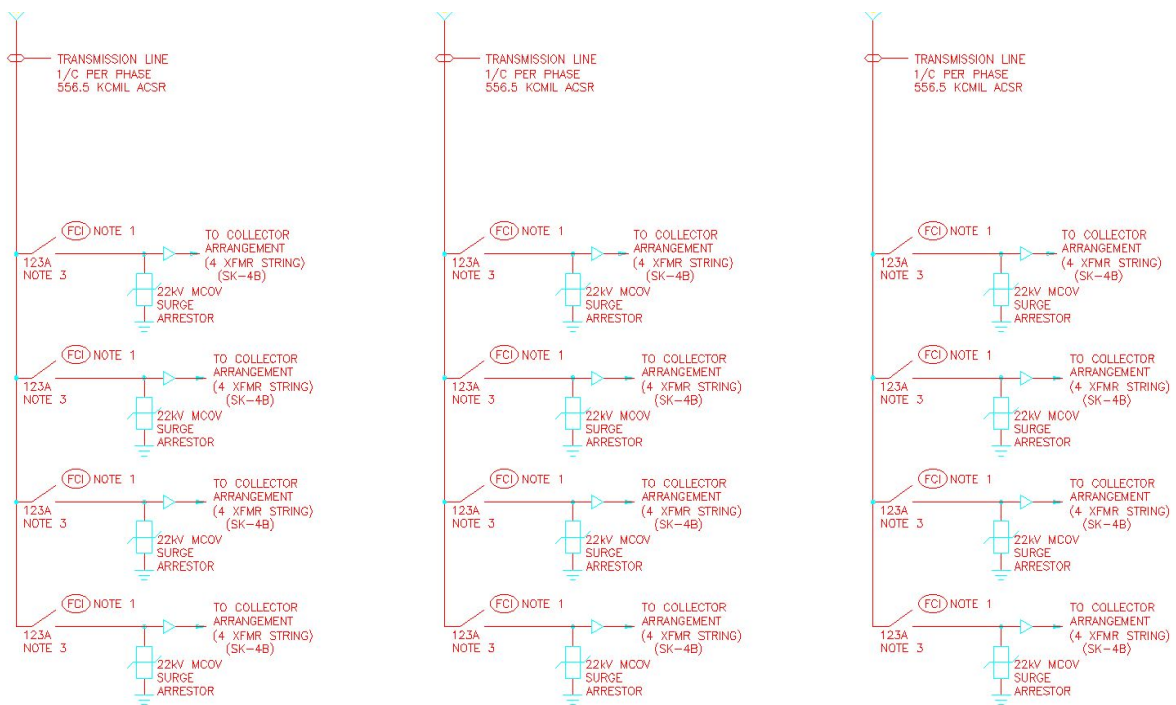 TRANSMISSION LINE
1/C PER PHASE
556.5 KCMIL ACSR
FCI NOTE 1
123A
NOTE 3
TO COLLECTOR
ARRANGEMENT
(4 XFMR STRING)
(SK-4B)
22kV MCOV
SURGE
ARRESTOR
FCI NOTE 1
123A
NOTE 3
TO COLLECTOR
ARRANGEMENT
(4 XFMR STRING)
(SK-4B)
22kV MCOV
SURGE
ARRESTOR
FCI NOTE 1
123A
NOTE 3
TO COLLECTOR
ARRANGEMENT
(4 XFMR STRING)
(SK-4B)
22kV MCOV
SURGE
ARRESTOR
FCI NOTE 1
123A
NOTE 3
TO COLLECTOR
ARRANGEMENT
(4 XFMR STRING)
(SK-4B)
22kV MCOV
SURGE
ARRESTOR
TRANSMISSION LINE
1/C PER PHASE
556.5 KCMIL ACSR
FCI NOTE 1
123A
NOTE 3
TO COLLECTOR
ARRANGEMENT
(4 XFMR STRING)
(SK-4B)
22kV MCOV
SURGE
ARRESTOR
FCI NOTE 1
123A
NOTE 3
TO COLLECTOR
ARRANGEMENT
(4 XFMR STRING)
(SK-4B)
22kV MCOV
SURGE
ARRESTOR
FCI NOTE 1
123A
NOTE 3
TO COLLECTOR
ARRANGEMENT
(4 XFMR STRING)
(SK-4B)
22kV MCOV
SURGE
ARRESTOR
FCI NOTE 1
123A
NOTE 3
TO COLLECTOR
ARRANGEMENT
(4 XFMR STRING)
(SK-4B)
22kV MCOV
SURGE
ARRESTOR
TRANSMISSION LINE
1/C PER PHASE
556.5 KCMIL ACSR
FCI NOTE 1
123A
NOTE 3
TO COLLECTOR
ARRANGEMENT
(4 XFMR STRING)
(SK-4B)
22kV MCOV
SURGE
ARRESTOR
FCI NOTE 1
123A
NOTE 3
TO COLLECTOR
ARRANGEMENT
(4 XFMR STRING)
(SK-4B)
22kV MCOV
SURGE
ARRESTOR
FCI NOTE 1
123A
NOTE 3
TO COLLECTOR
ARRANGEMENT
(4 XFMR STRING)
(SK-4B)
22kV MCOV
SURGE
ARRESTOR
FCI NOTE 1
123A
NOTE 3
TO COLLECTOR
ARRANGEMENT
(4 XFMR STRING)
(SK-4B)
22kV MCOV
SURGE
ARRESTOR